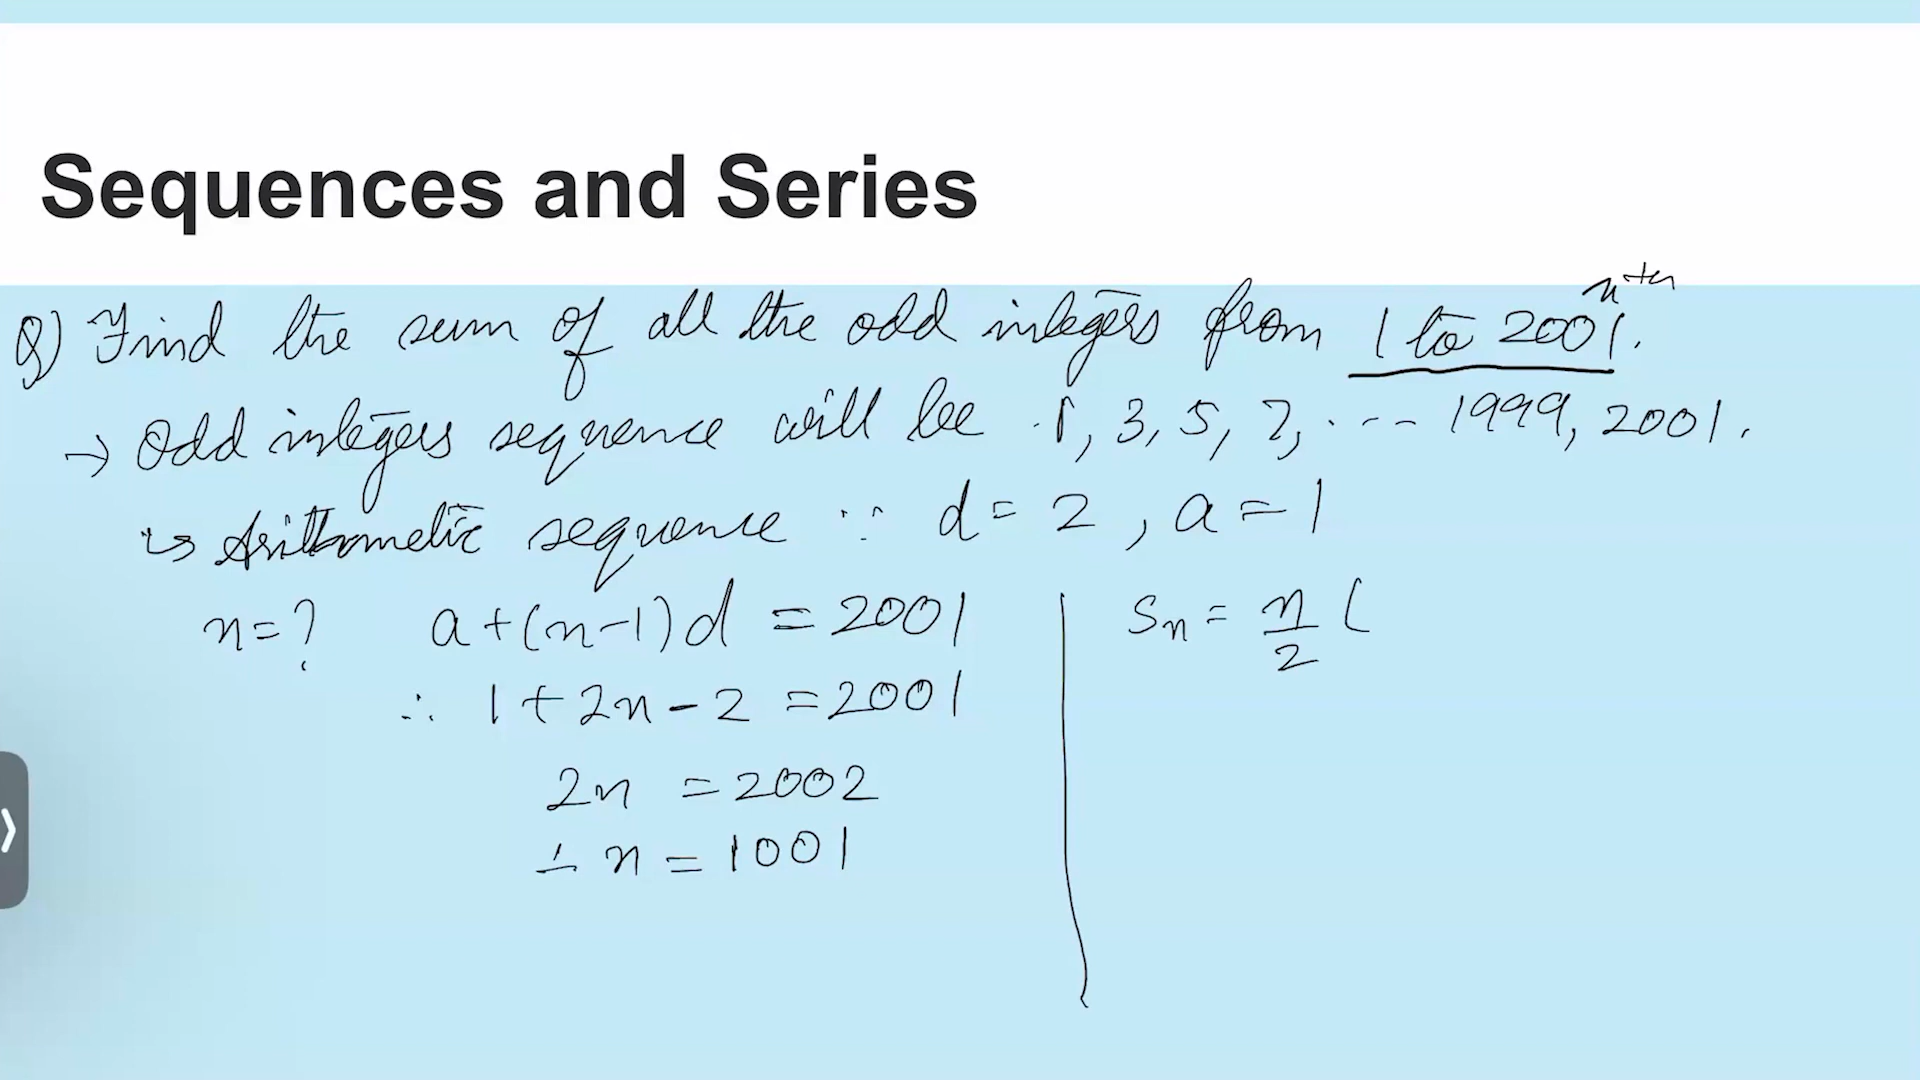 Sequences and Series
Q) Find the sum of all the odd integers from 1 to 2001.
nth
→ Odd integers sequence will be 1, 3, 5, 7, ---- 1999, 2001.
↳ Arithmetic sequence ∵ d = 2, a = 1
n = ? a + (n-1)d = 2001
∴ 1 + 2n - 2 = 2001
2n = 2002
∴ n = 1001
Sn = n/2 (